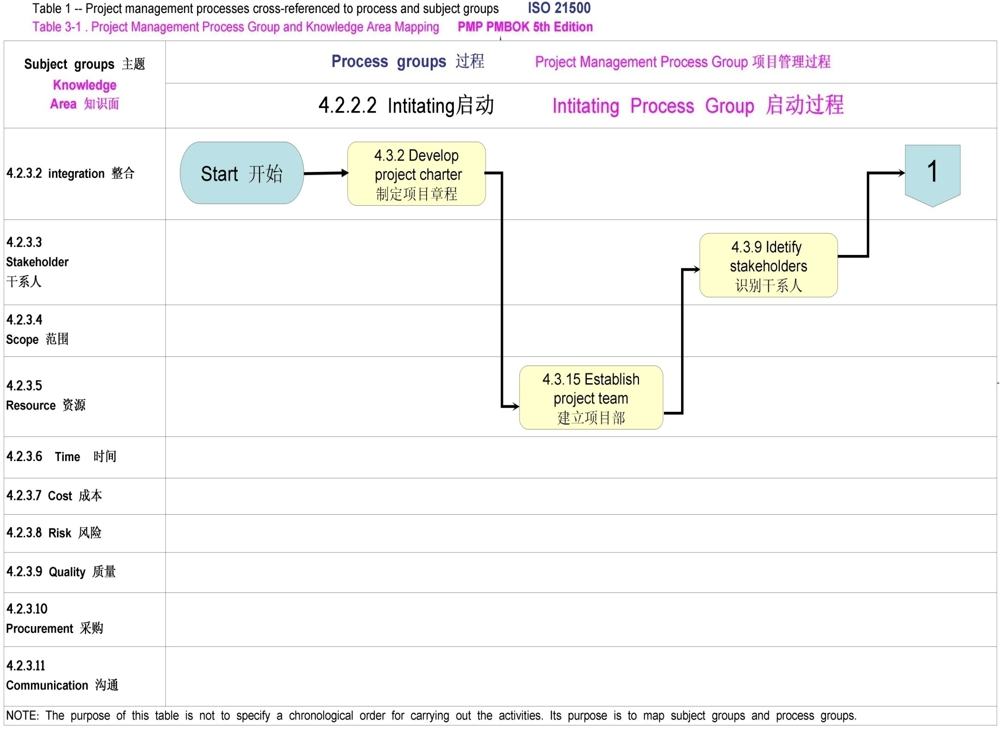 Table 1 -- Project management processes cross-referenced to process and subject groups ISO 21500
Table 3-1 . Project Management Process Group and Knowledge Area Mapping PMP PMBOK 5th Edition
Subject groups 主题
Knowledge
Area 知识面
Process groups 过程 Project Management Process Group 项目管理过程
4.2.2.2 Intitating启动 Intitating Process Group 启动过程
4.2.3.2 integration 整合
Start 开始
4.3.2 Develop
project charter
制定项目章程
1
4.2.3.3
Stakeholder
干系人
4.3.9 Idetify
stakeholders
识别干系人
4.2.3.4
Scope 范围
4.2.3.5
Resource 资源
4.3.15 Establish
project team
建立项目部
4.2.3.6 Time 时间
4.2.3.7 Cost 成本
4.2.3.8 Risk 风险
4.2.3.9 Quality 质量
4.2.3.10
Procurement 采购
4.2.3.11
Communication 沟通
NOTE: The purpose of this table is not to specify a chronological order for carrying out the activities. Its purpose is to map subject groups and process groups.